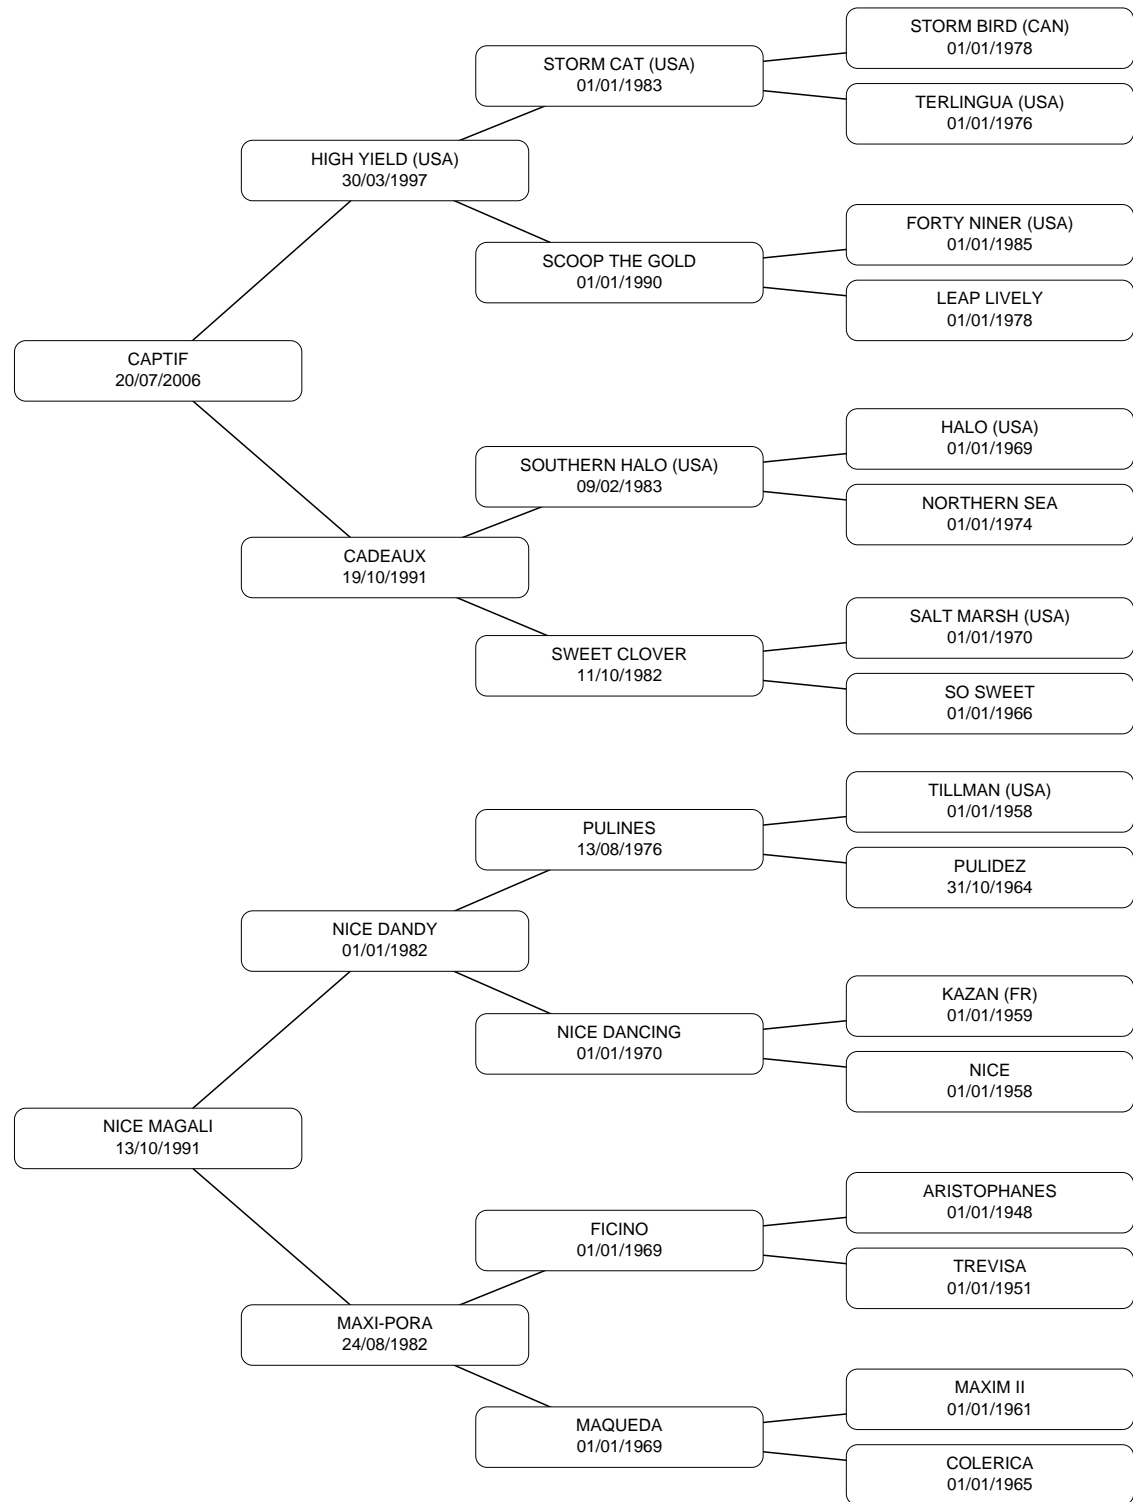 STORM BIRD (CAN)
01/01/1978
STORM CAT (USA)
01/01/1983
TERLINGUA (USA)
01/01/1976
HIGH YIELD (USA)
30/03/1997
FORTY NINER (USA)
01/01/1985
SCOOP THE GOLD
01/01/1990
LEAP LIVELY
01/01/1978
CAPTIF
20/07/2006
HALO (USA)
01/01/1969
SOUTHERN HALO (USA)
09/02/1983
NORTHERN SEA
01/01/1974
CADEAUX
19/10/1991
SALT MARSH (USA)
01/01/1970
SWEET CLOVER
11/10/1982
SO SWEET
01/01/1966
TILLMAN (USA)
01/01/1958
PULINES
13/08/1976
PULIDEZ
31/10/1964
NICE DANDY
01/01/1982
KAZAN (FR)
01/01/1959
NICE DANCING
01/01/1970
NICE
01/01/1958
NICE MAGALI
13/10/1991
ARISTOPHANES
01/01/1948
FICINO
01/01/1969
TREVISA
01/01/1951
MAXI-PORA
24/08/1982
MAXIM II
01/01/1961
MAQUEDA
01/01/1969
COLERICA
01/01/1965